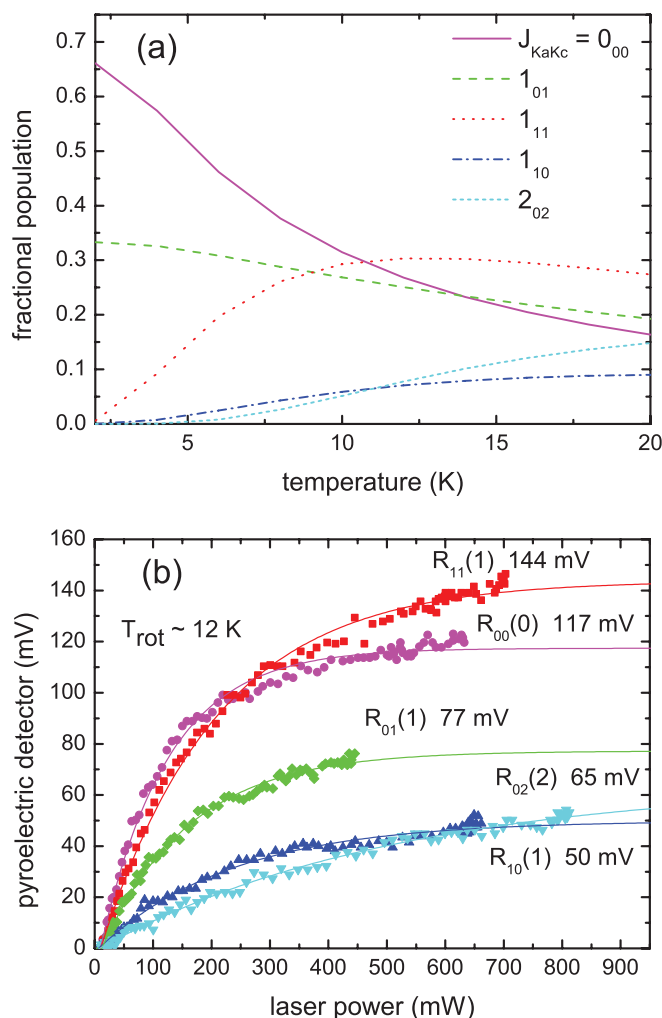 (a)
J_KaKc = 0_00
1_01
1_11
1_10
2_02
0.7
0.6
0.5
0.4
0.3
0.2
0.1
0.0
fractional population
5 10 15 20
temperature (K)
(b)
T_rot ~ 12 K
R_11(1) 144 mV
R_00(0) 117 mV
R_01(1) 77 mV
R_02(2) 65 mV
R_10(1) 50 mV
160
140
120
100
80
60
40
20
0
pyroelectric detector (mV)
0 100 200 300 400 500 600 700 800 900
laser power (mW)